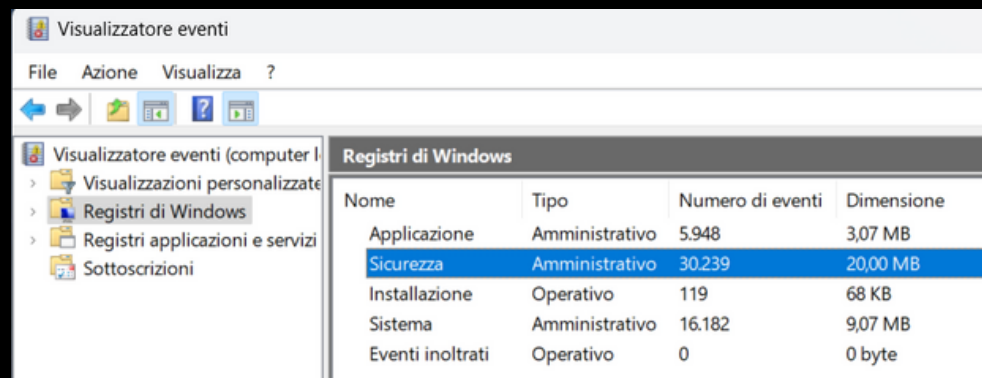 Visualizzatore eventi
File Azione Visualizza ?
Visualizzatore eventi (computer l
Visualizzazioni personalizzate
Registri di Windows
Registri applicazioni e servizi
Sottoscrizioni
Registri di Windows
Nome Tipo Numero di eventi Dimensione
Applicazione Amministrativo 5.948 3,07 MB
Sicurezza Amministrativo 30.239 20,00 MB
Installazione Operativo 119 68 KB
Sistema Amministrativo 16.182 9,07 MB
Eventi inoltrati Operativo 0 0 byte